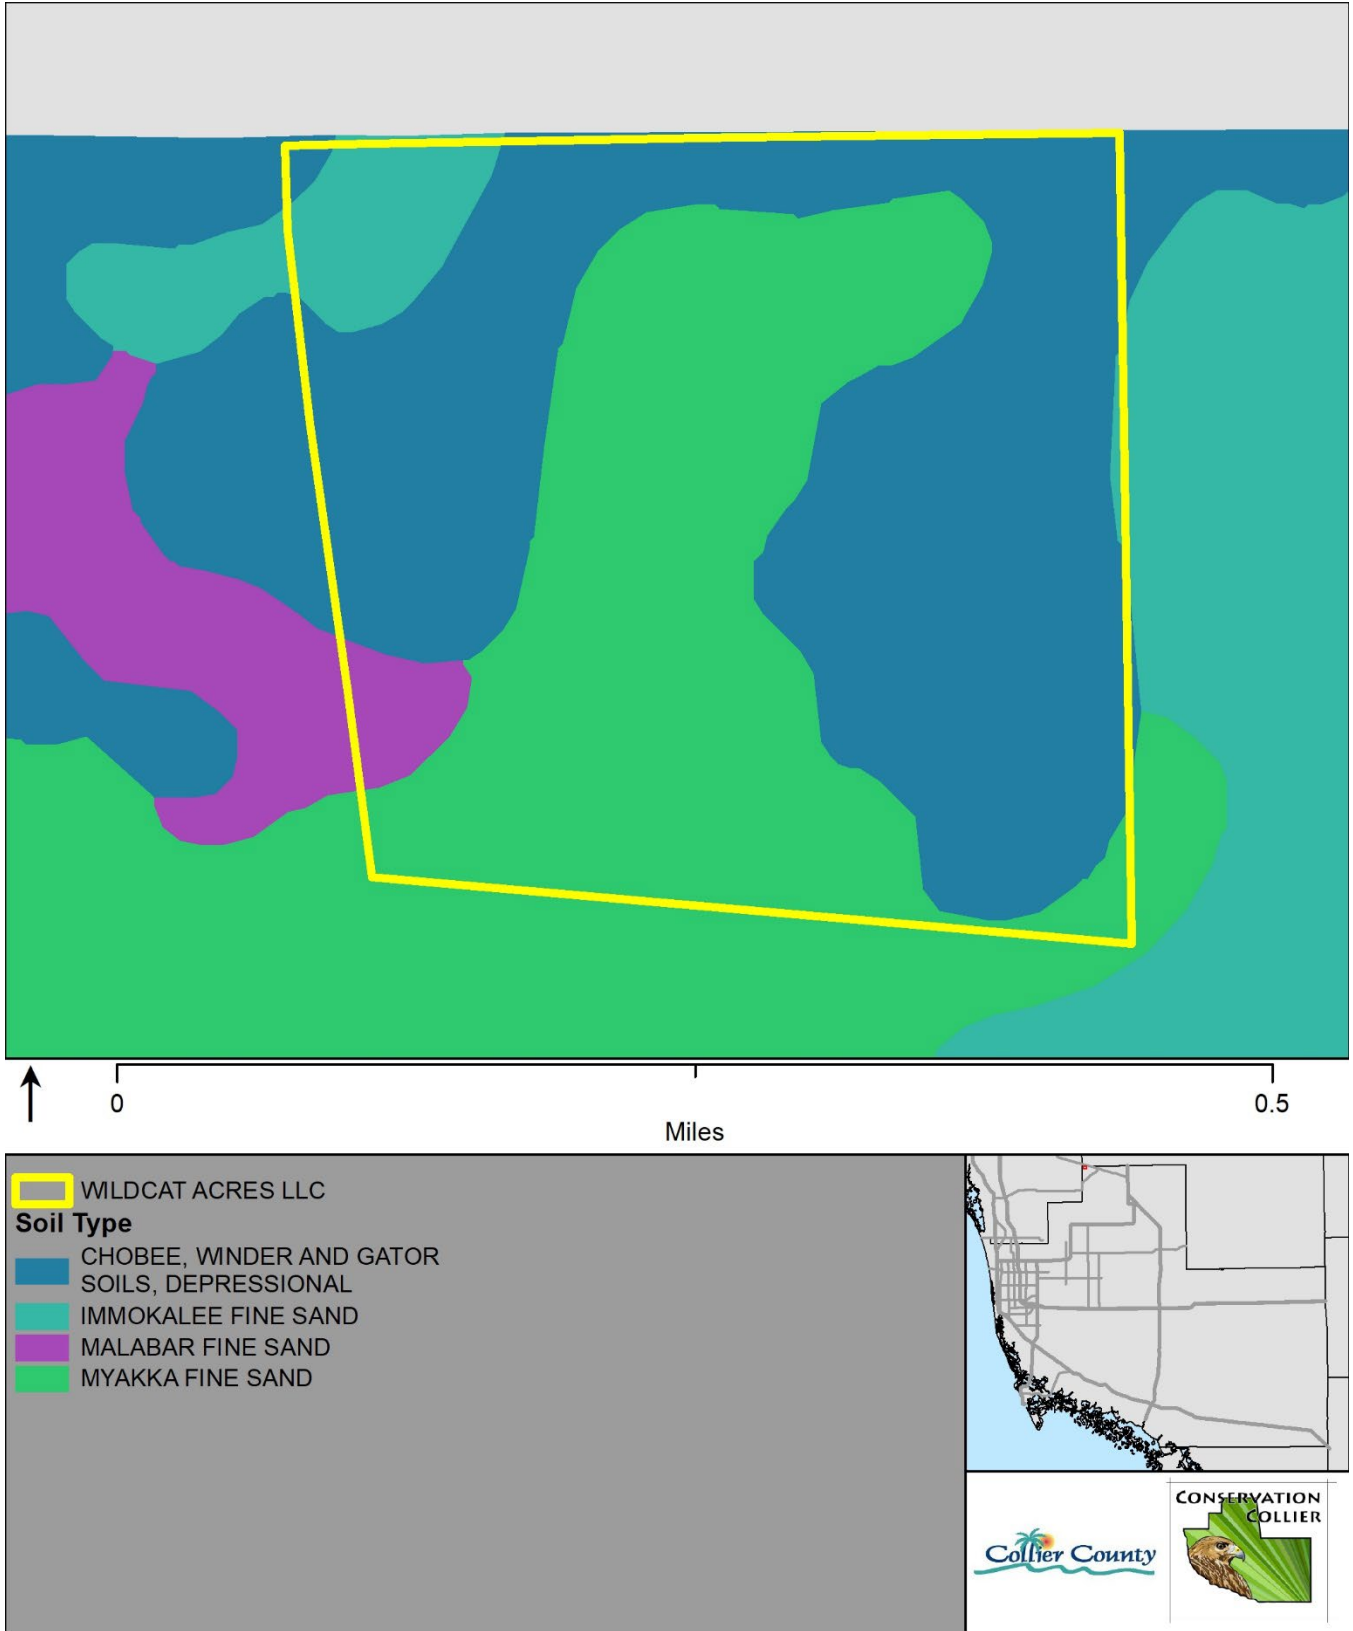 0
0.5
Miles
WILDCAT ACRES LLC
Soil Type
CHOBEE, WINDER AND GATOR
SOILS, DEPRESSIONAL
IMMOKALEE FINE SAND
MALABAR FINE SAND
MYAKKA FINE SAND
Collier County
CONSERVATION
COLLIER